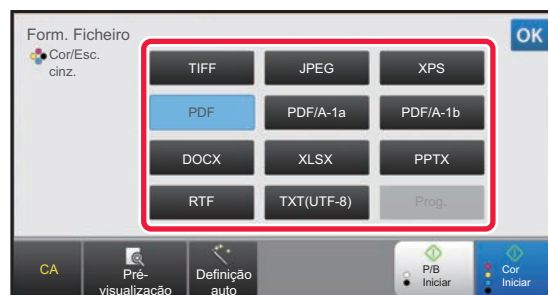 Form. Ficheiro
OK
Cor/Esc.
cinz.
TIFF JPEG XPS
PDF PDF/A-1a PDF/A-1b
DOCX XLSX PPTX
RTF TXT(UTF-8) Prog.
CA
Pré-
visualização
Definição
auto
P/B
Iniciar
Cor
Iniciar